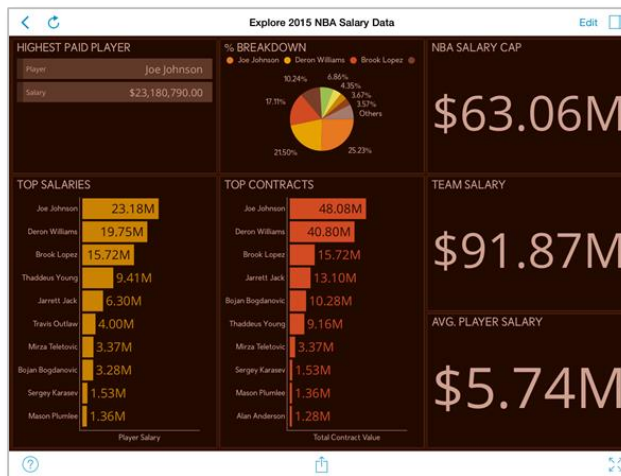 Explore 2015 NBA Salary Data
Edit
HIGHEST PAID PLAYER
Player Joe Johnson
Salary $23,180,790.00
% BREAKDOWN
Joe Johnson Deron Williams Brook Lopez
10.24%
6.86%
4.35%
3.67%
3.57%
Others
17.11%
21.50%
25.23%
NBA SALARY CAP
$63.06M
TOP SALARIES
Joe Johnson 23.18M
Deron Williams 19.75M
Brook Lopez 15.72M
Thaddeus Young 9.41M
Jarrett Jack 6.30M
Travis Outlaw 4.00M
Mirza Teletovic 3.37M
Bojan Bogdanovic 3.28M
Sergey Karasev 1.53M
Mason Plumlee 1.36M
Player Salary
TOP CONTRACTS
Joe Johnson 48.08M
Deron Williams 40.80M
Brook Lopez 15.72M
Jarrett Jack 13.10M
Bojan Bogdanovic 10.28M
Thaddeus Young 9.16M
Mirza Teletovic 3.37M
Sergey Karasev 1.53M
Mason Plumlee 1.36M
Alan Anderson 1.28M
Total Contract Value
TEAM SALARY
$91.87M
AVG. PLAYER SALARY
$5.74M